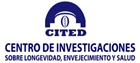 CITED
CENTRO DE INVESTIGACIONES
SOBRE LONGEVIDAD, ENVEJECIMIENTO Y SALUD